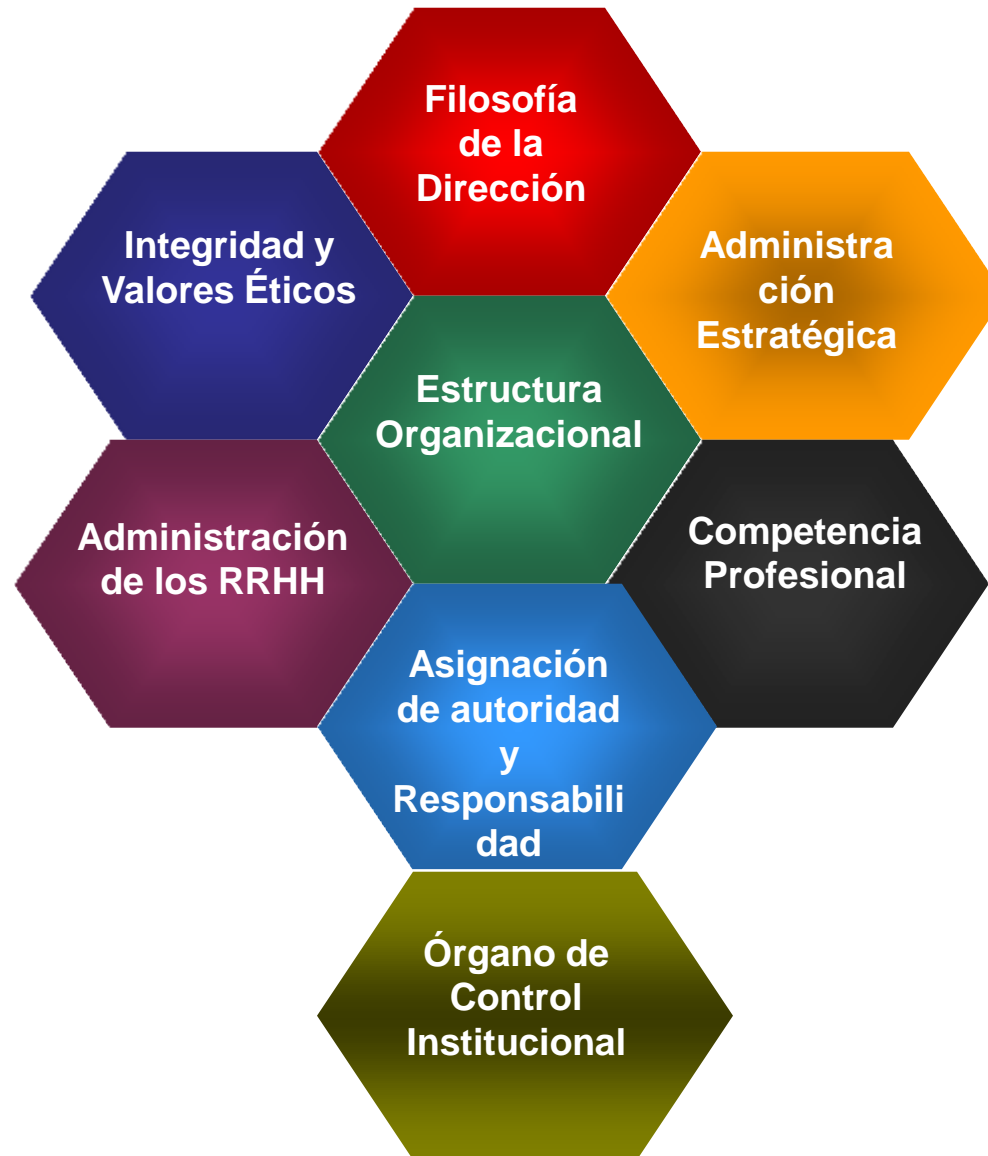 Filosofía
de la
Dirección
Integridad y
Valores Éticos
Administra
ción
Estratégica
Estructura
Organizacional
Administración
de los RRHH
Competencia
Profesional
Asignación
de autoridad
y
Responsabili
dad
Órgano de
Control
Institucional